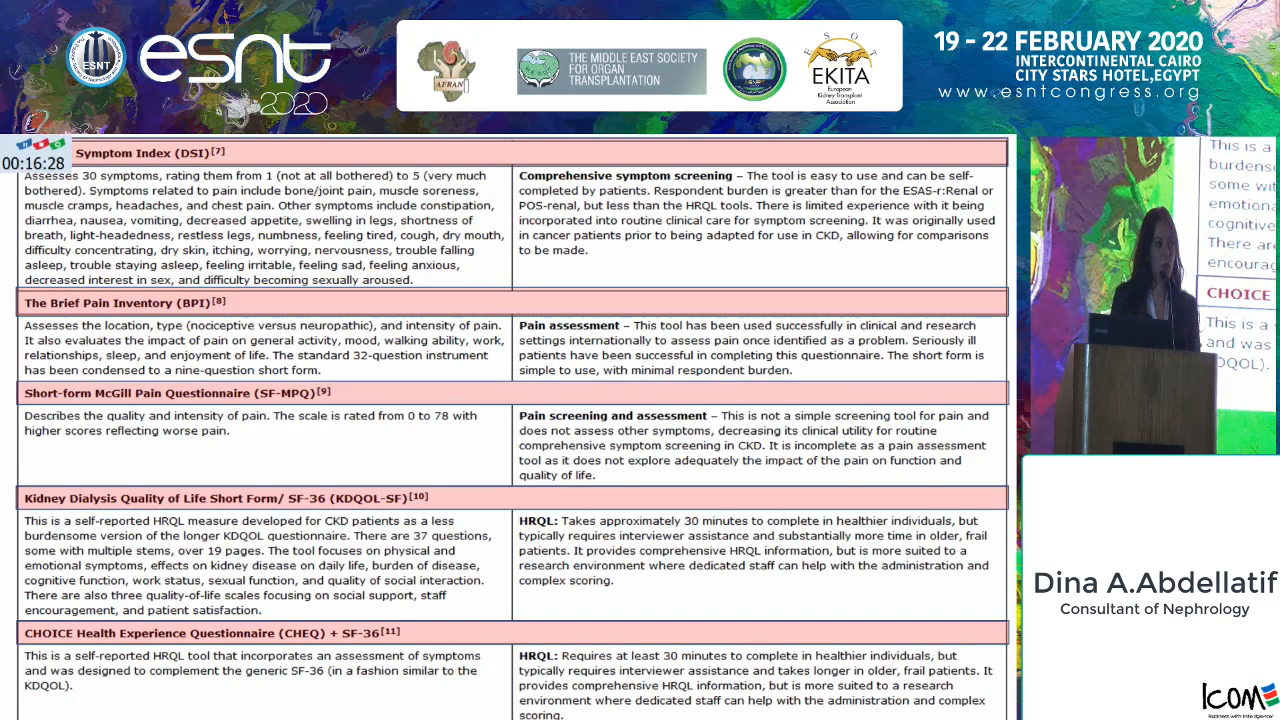 ESNT
esnt
2020
AFRAN
THE MIDDLE EAST SOCIETY
FOR ORGAN
TRANSPLANTATION
E S O T
EKITA
European
Kidney Transplant
Association
19 - 22 FEBRUARY 2020
INTERCONTINENTAL CAIRO
CITY STARS HOTEL,EGYPT
www.esntcongress.org
00:16:28
Symptom Index (DSI)[7]
Assesses 30 symptoms, rating them from 1 (not at all bothered) to 5 (very much
bothered). Symptoms related to pain include bone/joint pain, muscle soreness,
muscle cramps, headaches, and chest pain. Other symptoms include constipation,
diarrhea, nausea, vomiting, decreased appetite, swelling in legs, shortness of
breath, light-headedness, restless legs, numbness, feeling tired, cough, dry mouth,
difficulty concentrating, dry skin, itching, worrying, nervousness, trouble falling
asleep, trouble staying asleep, feeling irritable, feeling sad, feeling anxious,
decreased interest in sex, and difficulty becoming sexually aroused.
Comprehensive symptom screening – The tool is easy to use and can be self-
completed by patients. Respondent burden is greater than for the ESAS-r:Renal or
POS-renal, but less than the HRQL tools. There is limited experience with it being
incorporated into routine clinical care for symptom screening. It was originally used
in cancer patients prior to being adapted for use in CKD, allowing for comparisons
to be made.
The Brief Pain Inventory (BPI)[8]
Assesses the location, type (nociceptive versus neuropathic), and intensity of pain.
It also evaluates the impact of pain on general activity, mood, walking ability, work,
relationships, sleep, and enjoyment of life. The standard 32-question instrument
has been condensed to a nine-question short form.
Pain assessment – This tool has been used successfully in clinical and research
settings internationally to assess pain once identified as a problem. Seriously ill
patients have been successful in completing this questionnaire. The short form is
simple to use, with minimal respondent burden.
Short-form McGill Pain Questionnaire (SF-MPQ)[9]
Describes the quality and intensity of pain. The scale is rated from 0 to 78 with
higher scores reflecting worse pain.
Pain screening and assessment – This is not a simple screening tool for pain and
does not assess other symptoms, decreasing its clinical utility for routine
comprehensive symptom screening in CKD. It is incomplete as a pain assessment
tool as it does not explore adequately the impact of the pain on function and
quality of life.
Kidney Dialysis Quality of Life Short Form/ SF-36 (KDQOL-SF)[10]
This is a self-reported HRQL measure developed for CKD patients as a less
burdensome version of the longer KDQOL questionnaire. There are 37 questions,
some with multiple stems, over 19 pages. The tool focuses on physical and
emotional symptoms, effects on kidney disease on daily life, burden of disease,
cognitive function, work status, sexual function, and quality of social interaction.
There are also three quality-of-life scales focusing on social support, staff
encouragement, and patient satisfaction.
HRQL: Takes approximately 30 minutes to complete in healthier individuals, but
typically requires interviewer assistance and substantially more time in older, frail
patients. It provides comprehensive HRQL information, but is more suited to a
research environment where dedicated staff can help with the administration and
complex scoring.
CHOICE Health Experience Questionnaire (CHEQ) + SF-36[11]
This is a self-reported HRQL tool that incorporates an assessment of symptoms
and was designed to complement the generic SF-36 (in a fashion similar to the
KDQOL).
HRQL: Requires at least 30 minutes to complete in healthier individuals, but
typically requires interviewer assistance and takes longer in older, frail patients. It
provides comprehensive HRQL information, but is more suited to a research
environment where dedicated staff can help with the administration and complex
scoring.
This is a
burdens
some wit
emotiona
cognitive
There are
encourag
CHOICE
This is a
and was
DQOL).
Dina A.Abdellatif
Consultant of Nephrology
ICOM
Business with Intelligence